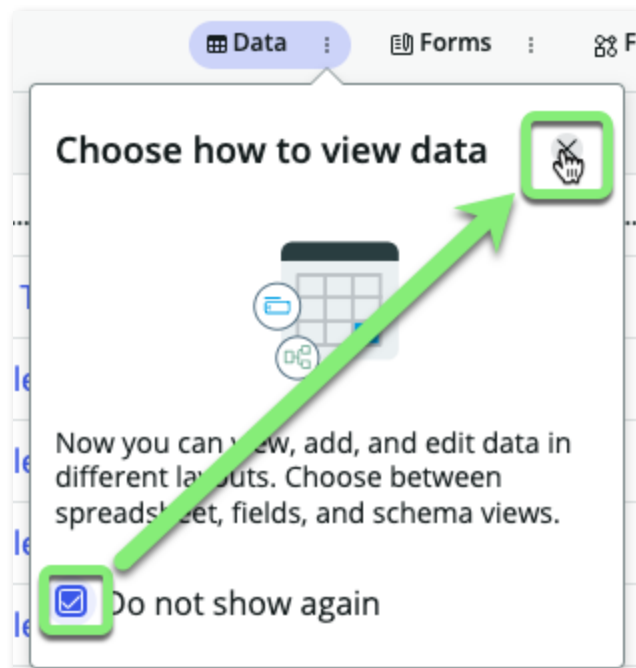 Data Forms F
Choose how to view data
...
Now you can view, add, and edit data in
different layouts. Choose between
spreadsheet, fields, and schema views.
Do not show again